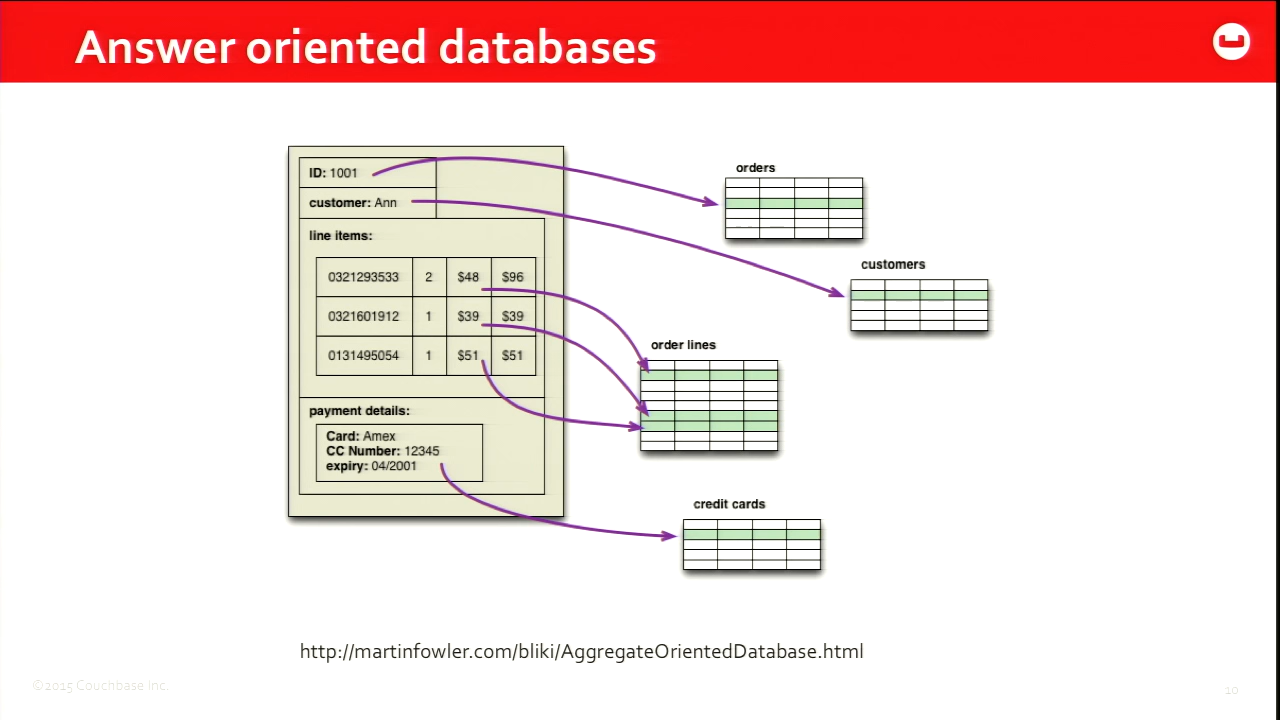 Answer oriented databases
ID: 1001
customer: Ann
line items:
0321293533 2 $48 $96
0321601912 1 $39 $39
0131495054 1 $51 $51
payment details:
Card: Amex
CC Number: 12345
expiry: 04/2001
orders
customers
order lines
credit cards
http://martinfowler.com/bliki/AggregateOrientedDatabase.html
©2015 Couchbase Inc.
10